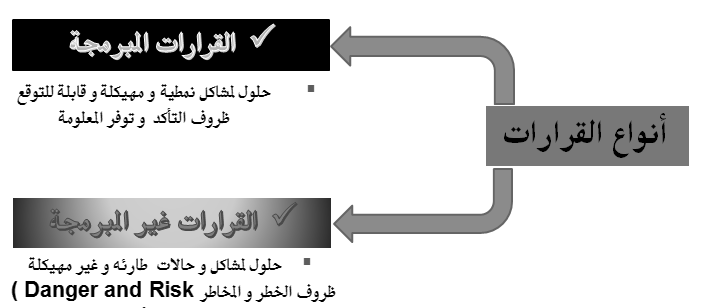 أنواع القرارات
✓ القرارات المبرمجة
▪ حلول لمشاكل نمطية و مهيكلة و قابلة للتوقع
ظروف التأكد و توفر المعلومة
✓ القرارات غير المبرمجة
▪ حلول لمشاكل و حالات طارئه و غير مهيكلة
ظروف الخطر و المخاطر Danger and Risk )